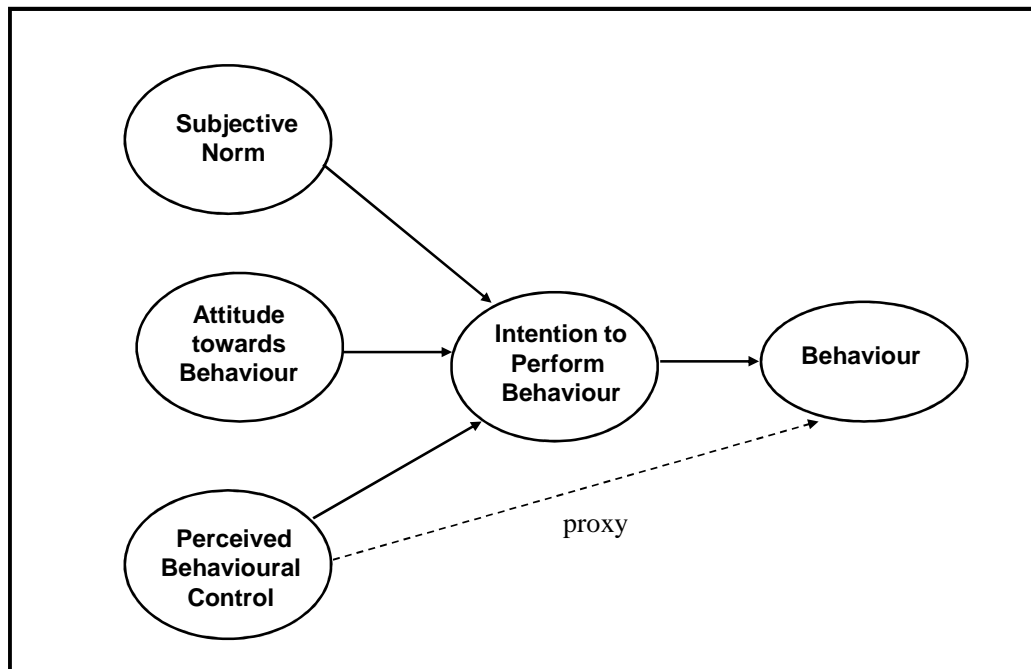 Subjective
Norm
Attitude
towards
Behaviour
Intention to
Perform
Behaviour
Behaviour
proxy
Perceived
Behavioural
Control